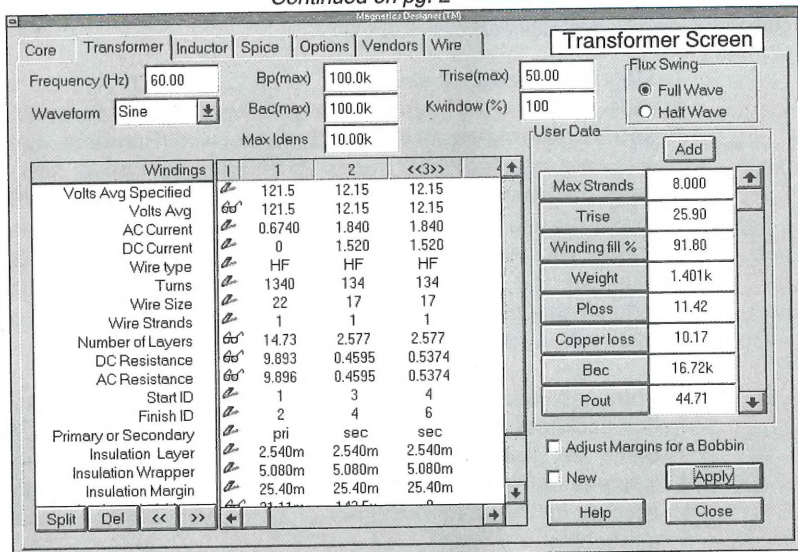 Continued on pg. 2
Magnetics Designer(TM)
Core Transformer Inductor Spice Options Vendors Wire
Transformer Screen
Frequency (Hz) 60.00 Bp(max) 100.0k Trise(max) 50.00
Flux Swing
Full Wave
Half Wave
Waveform Sine Bac(max) 100.0k Kwindow (%) 100
Max Idens 10.00k
Windings I 1 2 <<3>> 4
Volts Avg Specified 121.5 12.15 12.15
Volts Avg 121.5 12.15 12.15
AC Current 0.6740 1.840 1.840
DC Current 0 1.520 1.520
Wire type HF HF HF
Turns 1340 134 134
Wire Size 22 17 17
Wire Strands 1 1 1
Number of Layers 14.73 2.577 2.577
DC Resistance 9.893 0.4595 0.5374
AC Resistance 9.896 0.4595 0.5374
Start ID 1 3 4
Finish ID 2 4 6
Primary or Secondary pri sec sec
Insulation Layer 2.540m 2.540m 2.540m
Insulation Wrapper 5.080m 5.080m 5.080m
Insulation Margin 25.40m 25.40m 25.40m
Split Del << >>
User Data
Add
Max Strands 8.000
Trise 25.90
Winding fill % 91.80
Weight 1.401k
Ploss 11.42
Copper loss 10.17
Bac 16.72k
Pout 44.71
Adjust Margins for a Bobbin
New Apply
Help Close